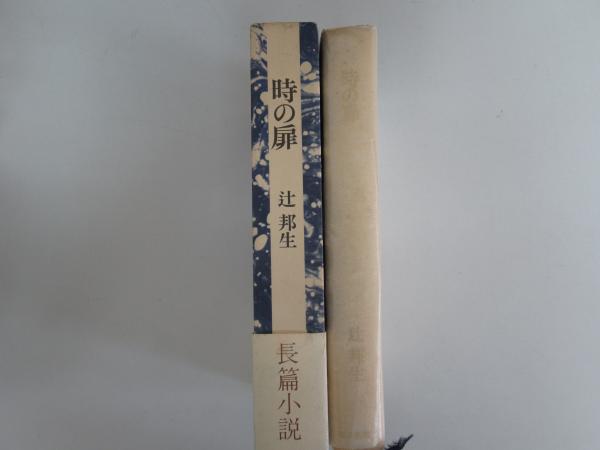 時の扉
辻 邦生
長篇小説
時の扉
辻 邦生